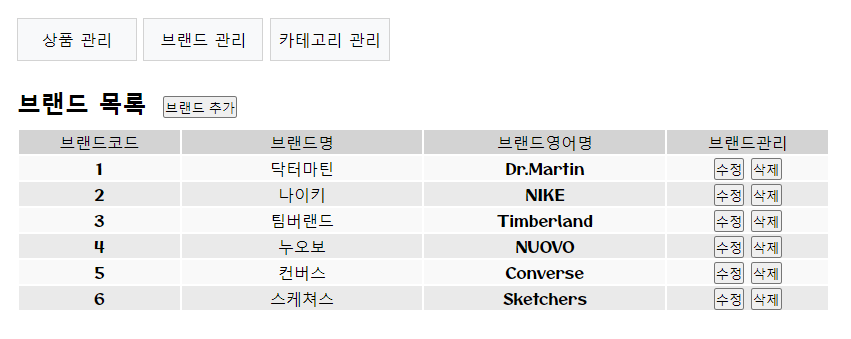 상품 관리 브랜드 관리 카테고리 관리
브랜드 목록 브랜드 추가
브랜드코드 브랜드명 브랜드영어명 브랜드관리
1 닥터마틴 Dr.Martin 수정 삭제
2 나이키 NIKE 수정 삭제
3 팀버랜드 Timberland 수정 삭제
4 누오보 NUOVO 수정 삭제
5 컨버스 Converse 수정 삭제
6 스케쳐스 Sketchers 수정 삭제